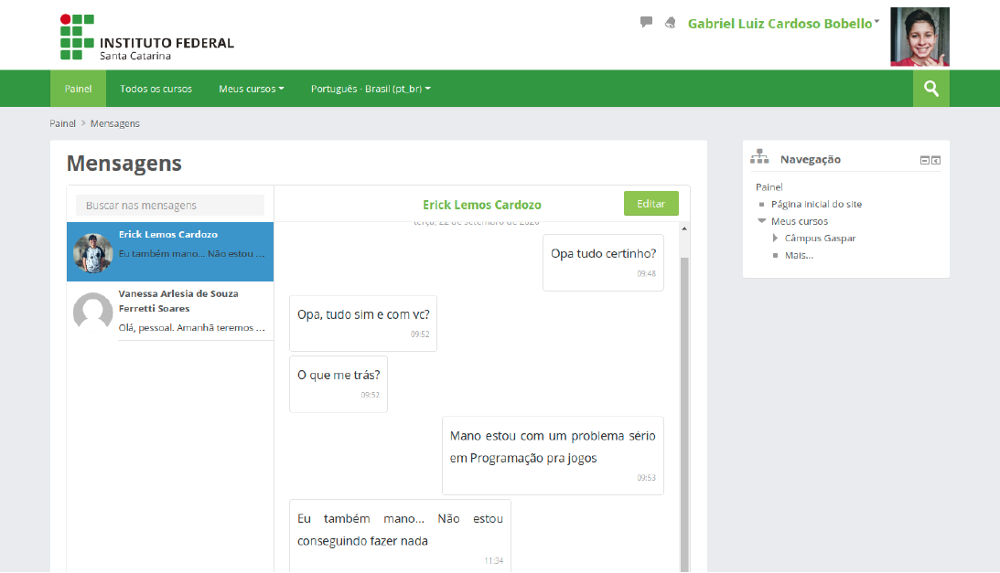 Gabriel Luiz Cardoso Bobello
INSTITUTO FEDERAL
Santa Catarina
Painel
Todos os cursos
Meus cursos
Português - Brasil (pt_br)
Painel
Mensagens
Mensagens
Buscar nas mensagens
Erick Lemos Cardozo
Eu também mano... Não estou ...
Vanessa Arlesia de Souza
Ferretti Soares
Olá, pessoal. Amanhã teremos ...
Erick Lemos Cardozo
Editar
terça, 22 de setembro de 2020
Opa tudo certinho?
09:48
Opa, tudo sim e com vc?
09:52
O que me trás?
09:52
Mano estou com um problema sério
em Programação pra jogos
09:53
Eu também mano... Não estou
conseguindo fazer nada
11:34
Navegação
Painel
Página inicial do site
Meus cursos
Câmpus Gaspar
Mais...